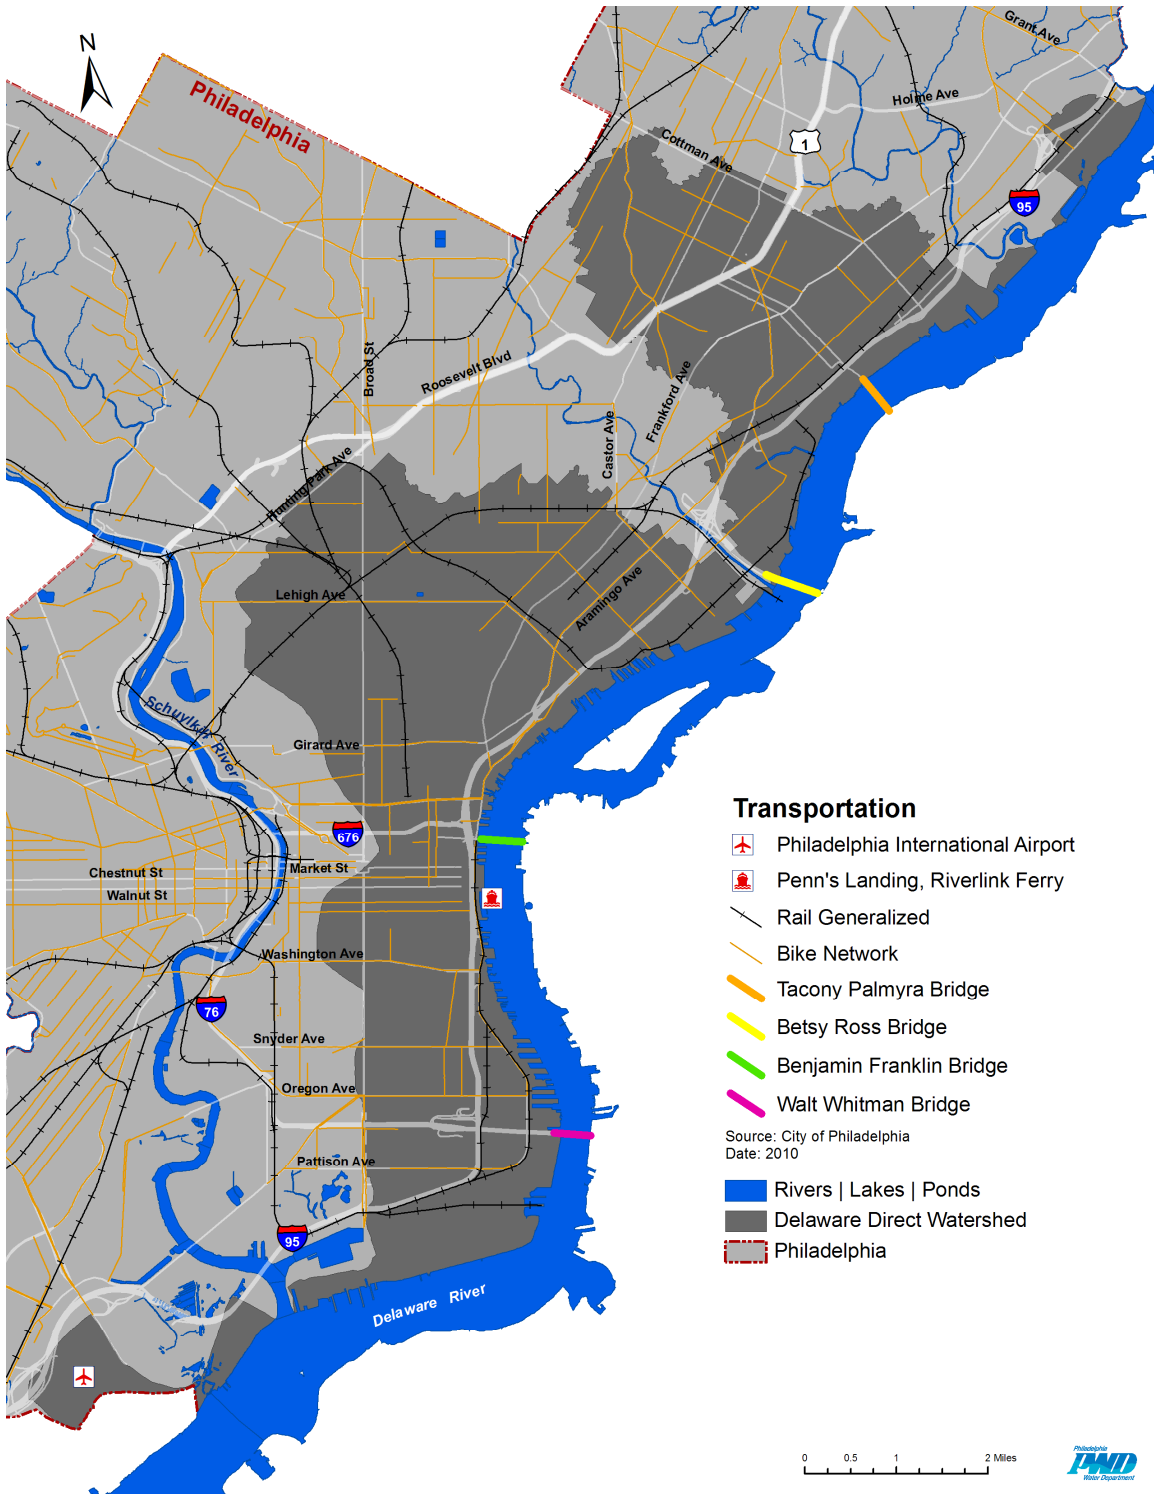 N
Philadelphia
Grant Ave
Holme Ave
Cottman Ave
1
95
Broad St
Roosevelt Blvd
Frankford Ave
Castor Ave
Hunting Park Ave
Lehigh Ave
Aramingo Ave
Schuylkill River
Girard Ave
676
Market St
Chestnut St
Walnut St
Washington Ave
76
Snyder Ave
Oregon Ave
Pattison Ave
95
Delaware River
Transportation
Philadelphia International Airport
Penn's Landing, Riverlink Ferry
Rail Generalized
Bike Network
Tacony Palmyra Bridge
Betsy Ross Bridge
Benjamin Franklin Bridge
Walt Whitman Bridge
Source: City of Philadelphia
Date: 2010
Rivers | Lakes | Ponds
Delaware Direct Watershed
Philadelphia
0 0.5 1 2 Miles
Philadelphia
PWD
Water Department